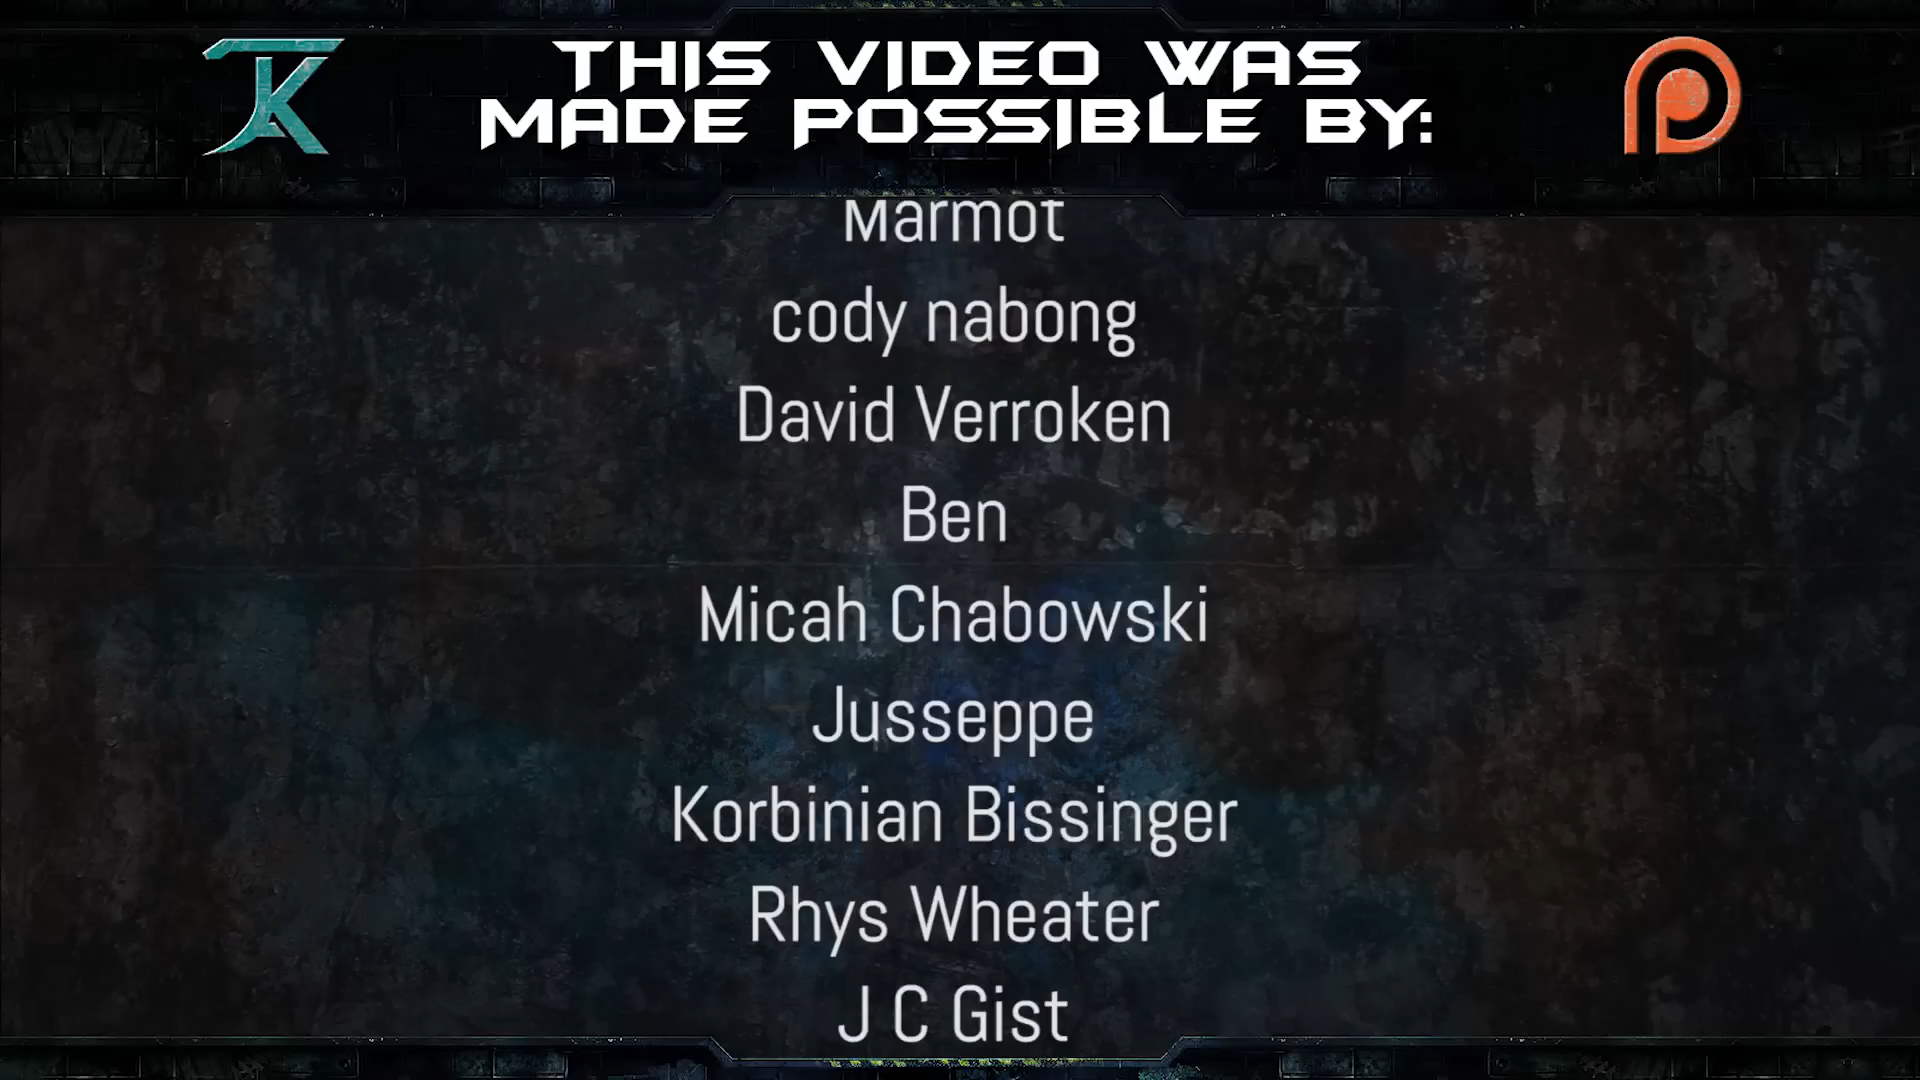 THIS VIDEO WAS
MADE POSSIBLE BY:
Marmot
cody nabong
David Verroken
Ben
Micah Chabowski
Jusseppe
Korbinian Bissinger
Rhys Wheater
J C Gist